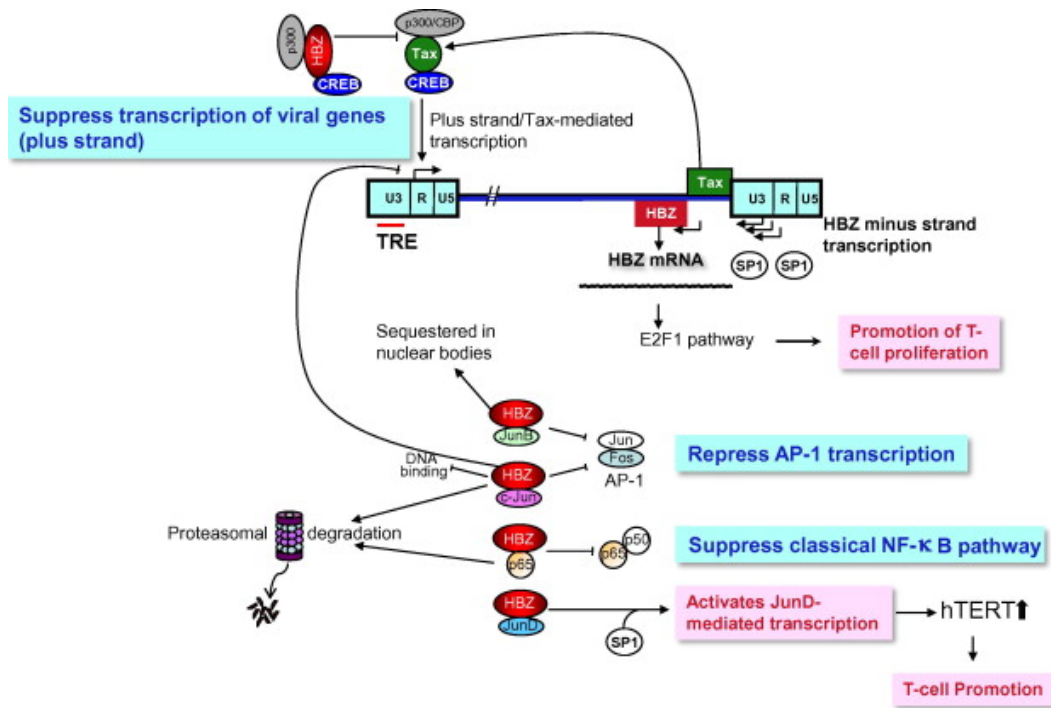 p300
HBZ
CREB
p300/CBP
Tax
CREB
Suppress transcription of viral genes
(plus strand)
Plus strand/Tax-mediated
transcription
U3 R U5
TRE
Tax
HBZ
U3 R U5
HBZ minus strand
transcription
HBZ mRNA
SP1 SP1
E2F1 pathway
Promotion of T-
cell proliferation
Sequestered in
nuclear bodies
HBZ
JunB
Jun
Fos
AP-1
Repress AP-1 transcription
DNA
binding
HBZ
c-Jun
Proteasomal degradation
HBZ
p65
p50
p65
Suppress classical NF-κ B pathway
HBZ
JunD
SP1
Activates JunD-
mediated transcription
hTERT
T-cell Promotion